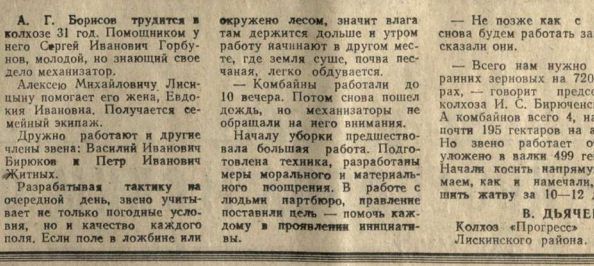 А. Г. Борисов трудится в
колхозе 31 год. Помощником у
него Сергей Иванович Горбу-
нов, молодой, но знающий свое
дело механизатор.
Алексею Михайловичу Лиси-
цыну помогает его жена, Евдо-
кия Ивановна. Получается се-
мейный экипаж.
Дружно работают и другие
члены звена: Василий Иванович
Бирюков и Петр Иванович
Житных.
Разрабатывая тактику на
очередной день, звено учиты-
вает не только погодные усло-
вия, но и качество каждого
поля. Если поле в ложбине или
окружено лесом, значит влага
там держится дольше и утром
работу начинают в другом мес-
те, где земля суше, почва пес-
чаная, легко обдувается.
— Комбайны работали до
10 вечера. Потом снова пошел
дождь, но механизаторы не
обращали на него внимания.
Началу уборки предшество-
вала большая работа. Подго-
товлена техника, разработаны
меры морального и материаль-
ного поощрения. В работе с
людьми партбюро, правление
поставили цель — помочь каж-
дому в проявлении инициати-
вы.
— Не позже как с
снова будем работать за
сказали они.
— Всего нам нужно
ранних зерновых на 720
рах, — говорит предсе
колхоза И. С. Бирюченс
А комбайнов всего 4, на
почти 195 гектаров на а
Но звено работает о
уложено в валки 499 ге
Начали косить напряму
маем, как и намечали,
шить жатву за 10—12 д
В. ДЬЯЧЕ
Колхоз «Прогресс»
Лискинского района.